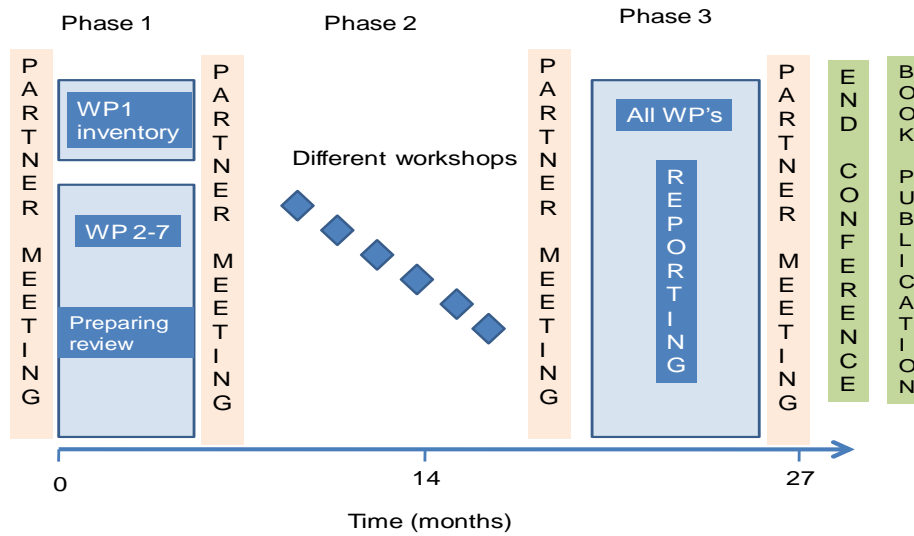 Phase 1
Phase 2
Phase 3
PARTNER MEETING
WP1
inventory
WP 2-7
Preparing
review
PARTNER MEETING
Different workshops
PARTNER MEETING
All WP's
REPORTING
PARTNER MEETING
END CONFERENCE
BOOK PUBLICATION
0
14
27
Time (months)